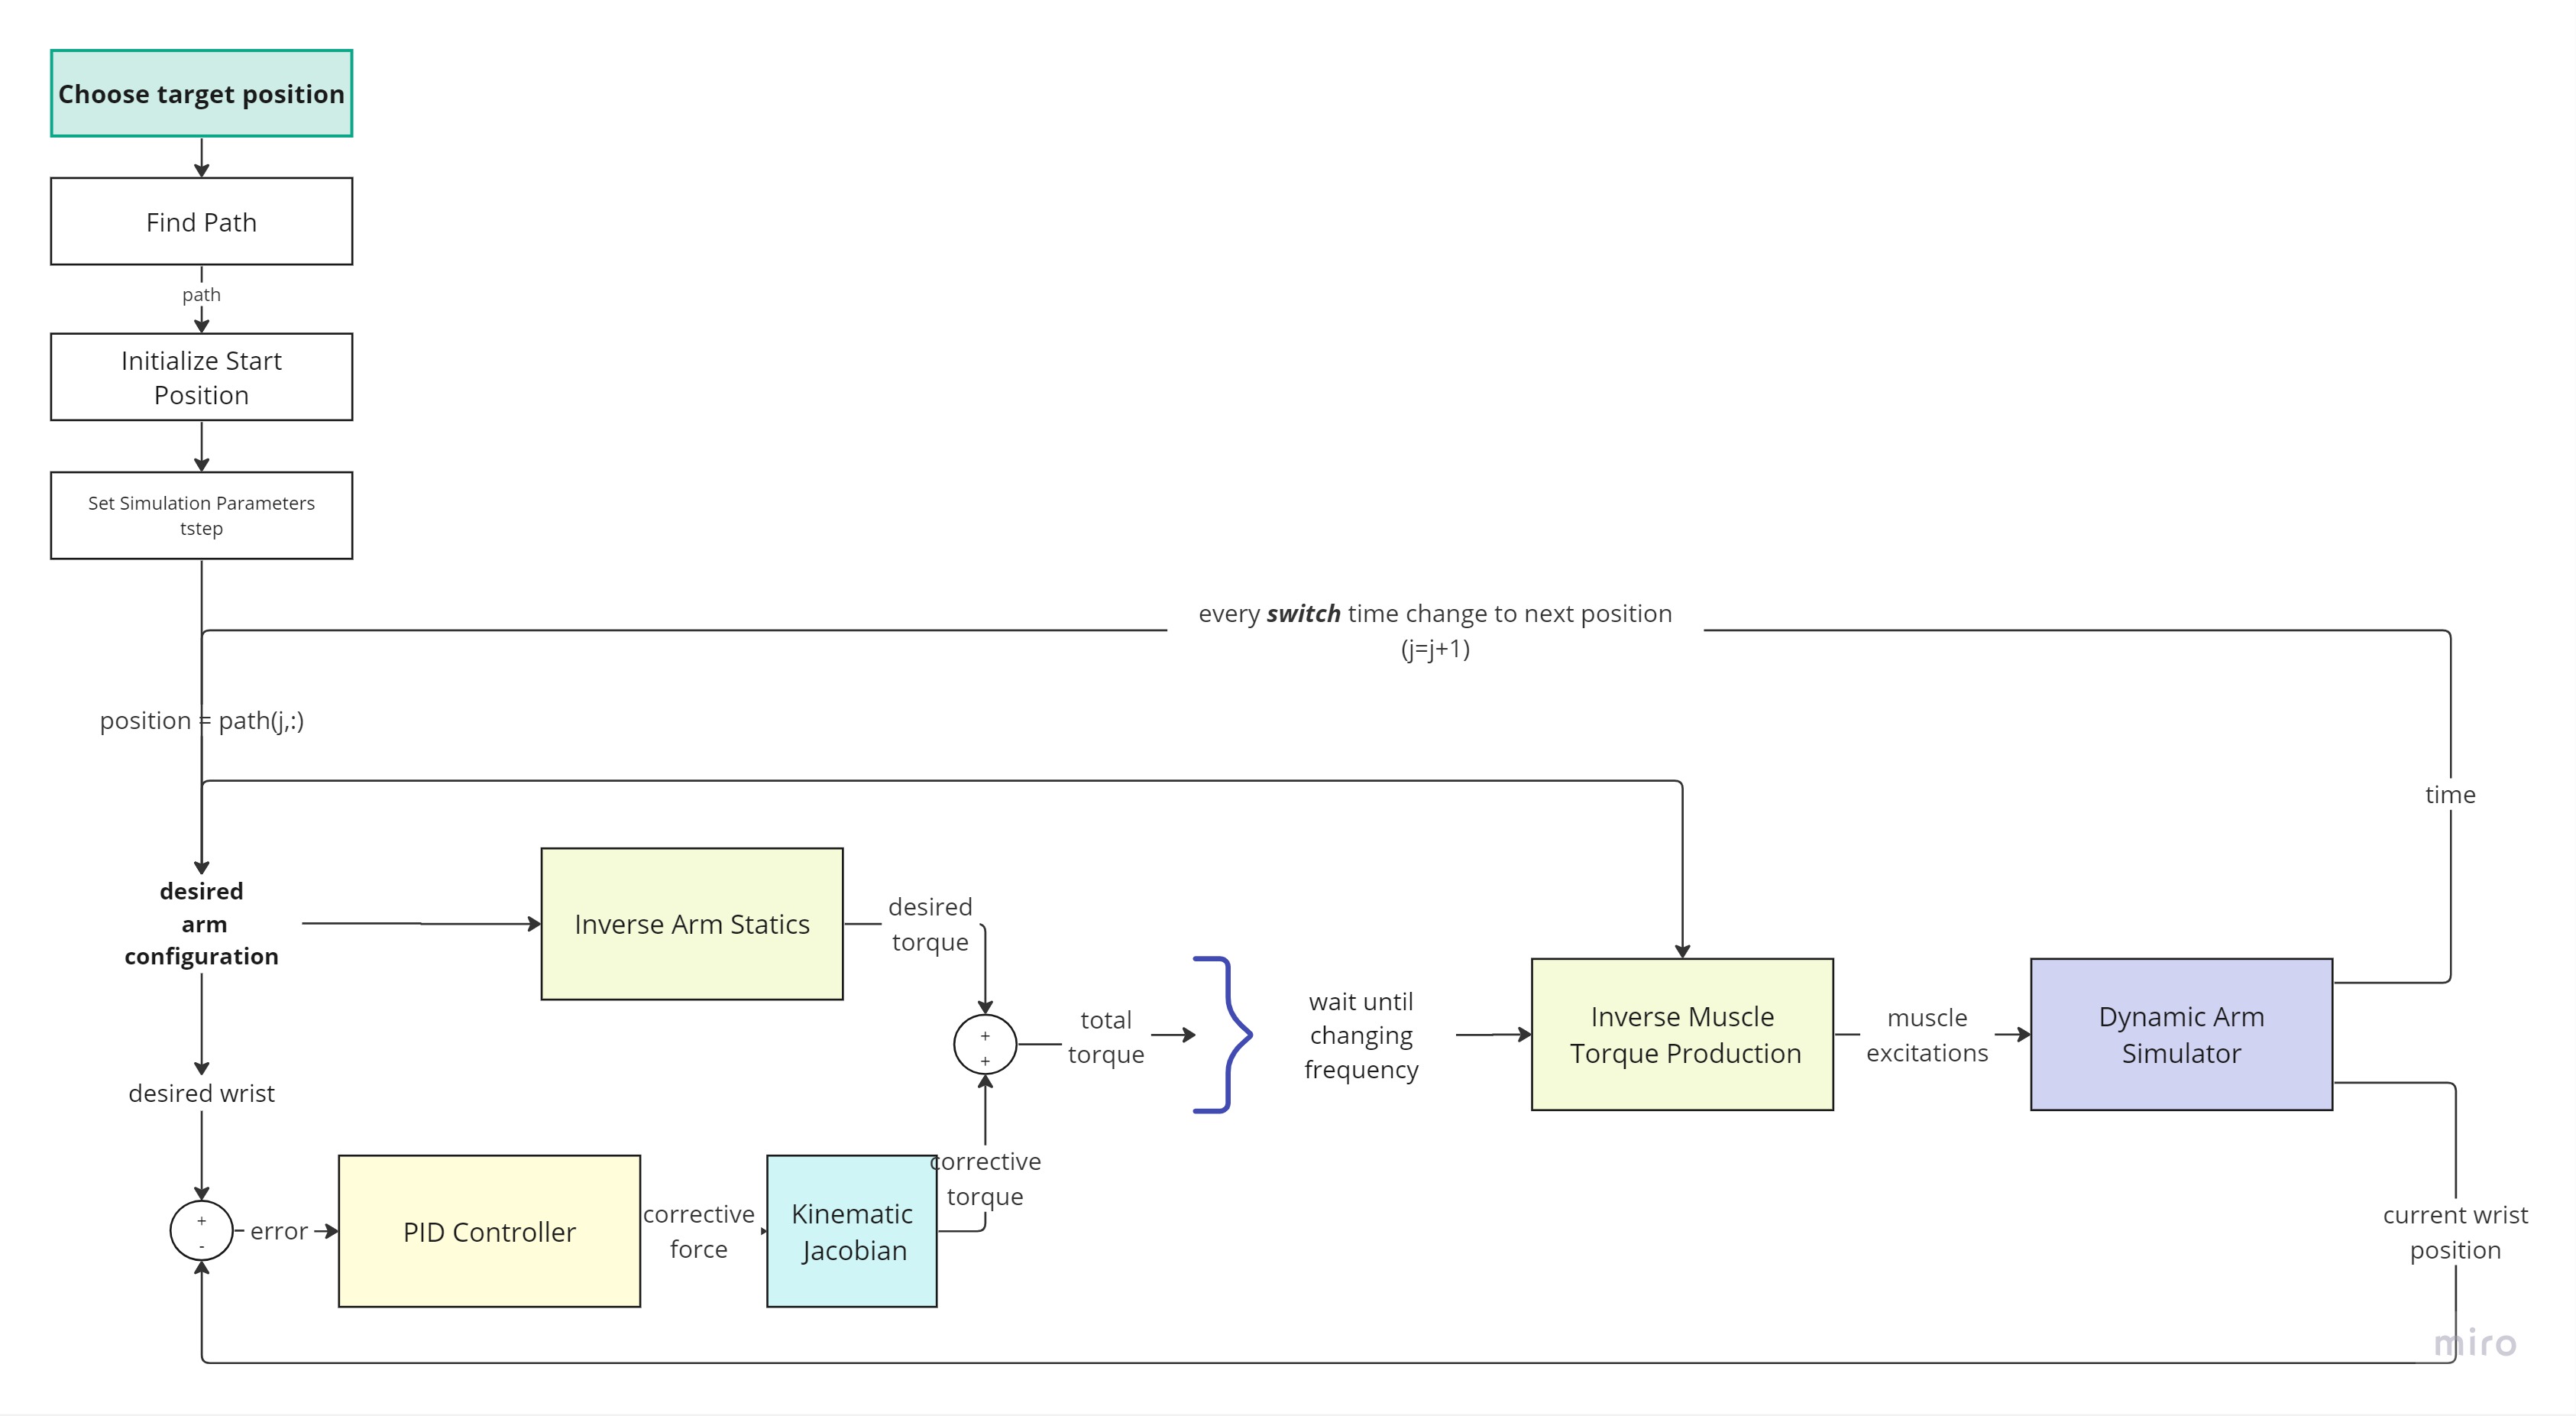 Choose target position
Find Path
path
Initialize Start
Position
Set Simulation Parameters
tstep
every switch time change to next position
(j=j+1)
position = path(j,:)
time
desired
arm
configuration
Inverse Arm Statics
desired
torque
+
+
total
torque
wait until
changing
frequency
Inverse Muscle
Torque Production
muscle
excitations
Dynamic Arm
Simulator
desired wrist
+
-
error
PID Controller
corrective
force
Kinematic
Jacobian
corrective
torque
current wrist
position
miro